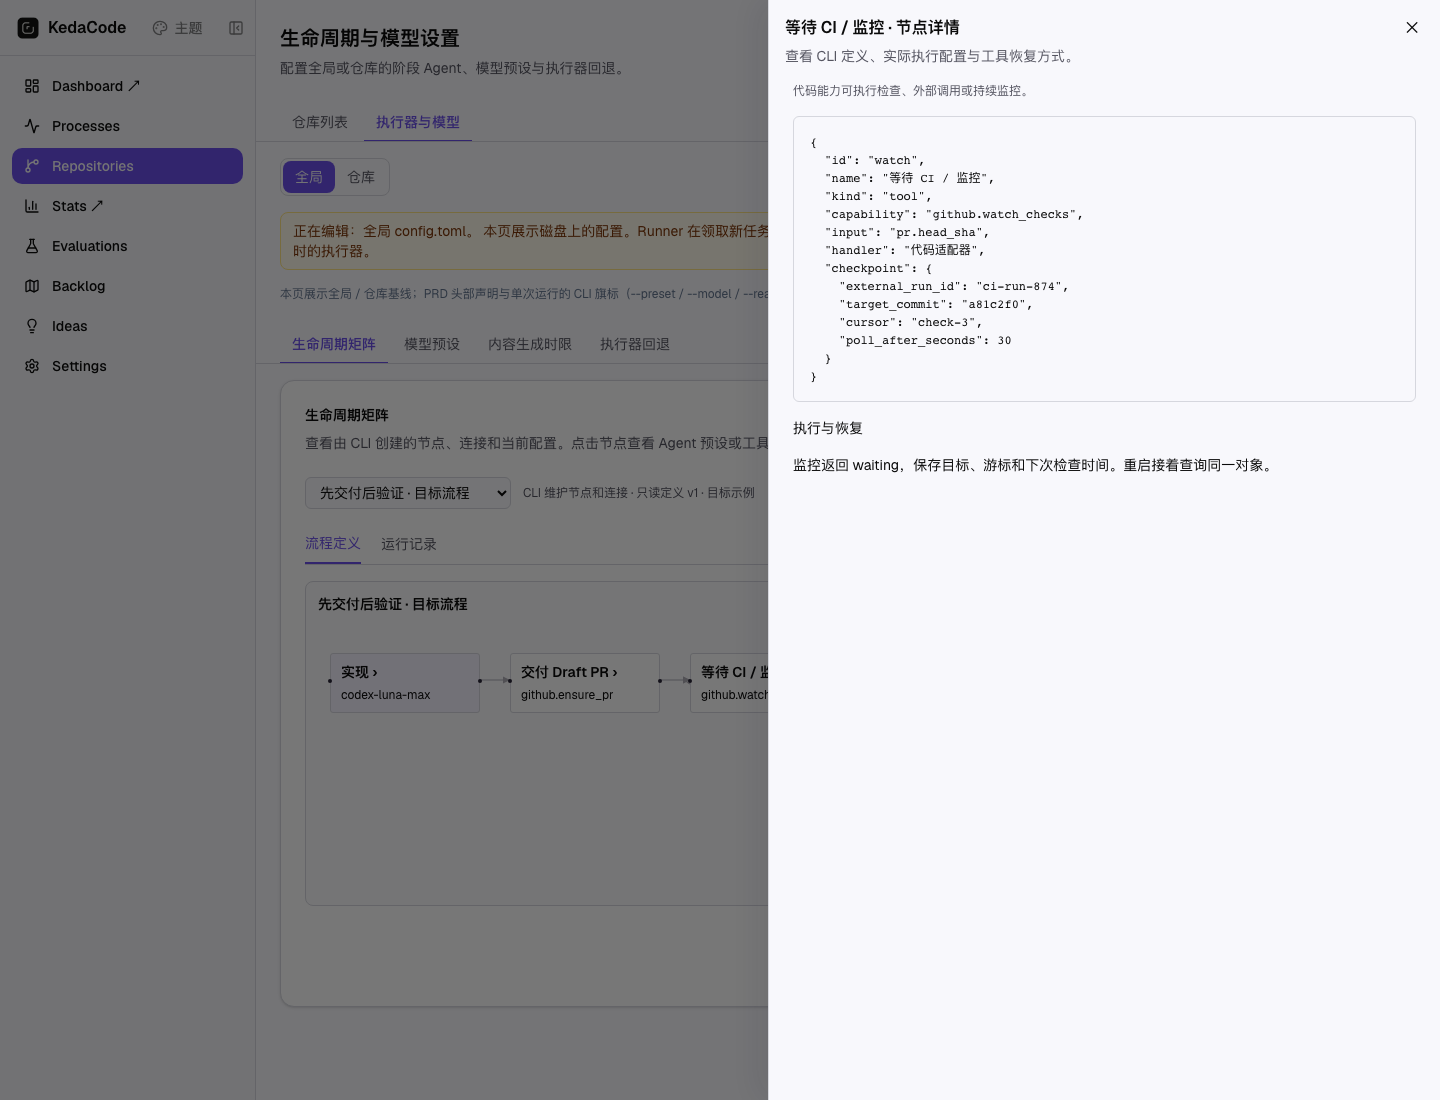 KedaCode
主题
Dashboard ↗
Processes
Repositories
Stats ↗
Evaluations
Backlog
Ideas
Settings
生命周期与模型设置
配置全局或仓库的阶段 Agent、模型预设与执行器回退。
仓库列表
执行器与模型
全局
仓库
正在编辑：全局 config.toml。 本页展示磁盘上的配置。Runner 在领取新任务
时的执行器。
本页展示全局 / 仓库基线；PRD 头部声明与单次运行的 CLI 旗标（--preset / --model / --rea
生命周期矩阵
模型预设
内容生成时限
执行器回退
生命周期矩阵
查看由 CLI 创建的节点、连接和当前配置。点击节点查看 Agent 预设或工具
先交付后验证 · 目标流程
CLI 维护节点和连接 · 只读定义 v1 · 目标示例
流程定义
运行记录
先交付后验证 · 目标流程
实现 ›
codex-luna-max
交付 Draft PR ›
github.ensure_pr
等待 CI / 监
github.watch
等待 CI / 监控 · 节点详情
查看 CLI 定义、实际执行配置与工具恢复方式。
代码能力可执行检查、外部调用或持续监控。
{
  "id": "watch",
  "name": "等待 CI / 监控",
  "kind": "tool",
  "capability": "github.watch_checks",
  "input": "pr.head_sha",
  "handler": "代码适配器",
  "checkpoint": {
    "external_run_id": "ci-run-874",
    "target_commit": "a81c2f0",
    "cursor": "check-3",
    "poll_after_seconds": 30
  }
}
执行与恢复
监控返回 waiting，保存目标、游标和下次检查时间。重启接着查询同一对象。